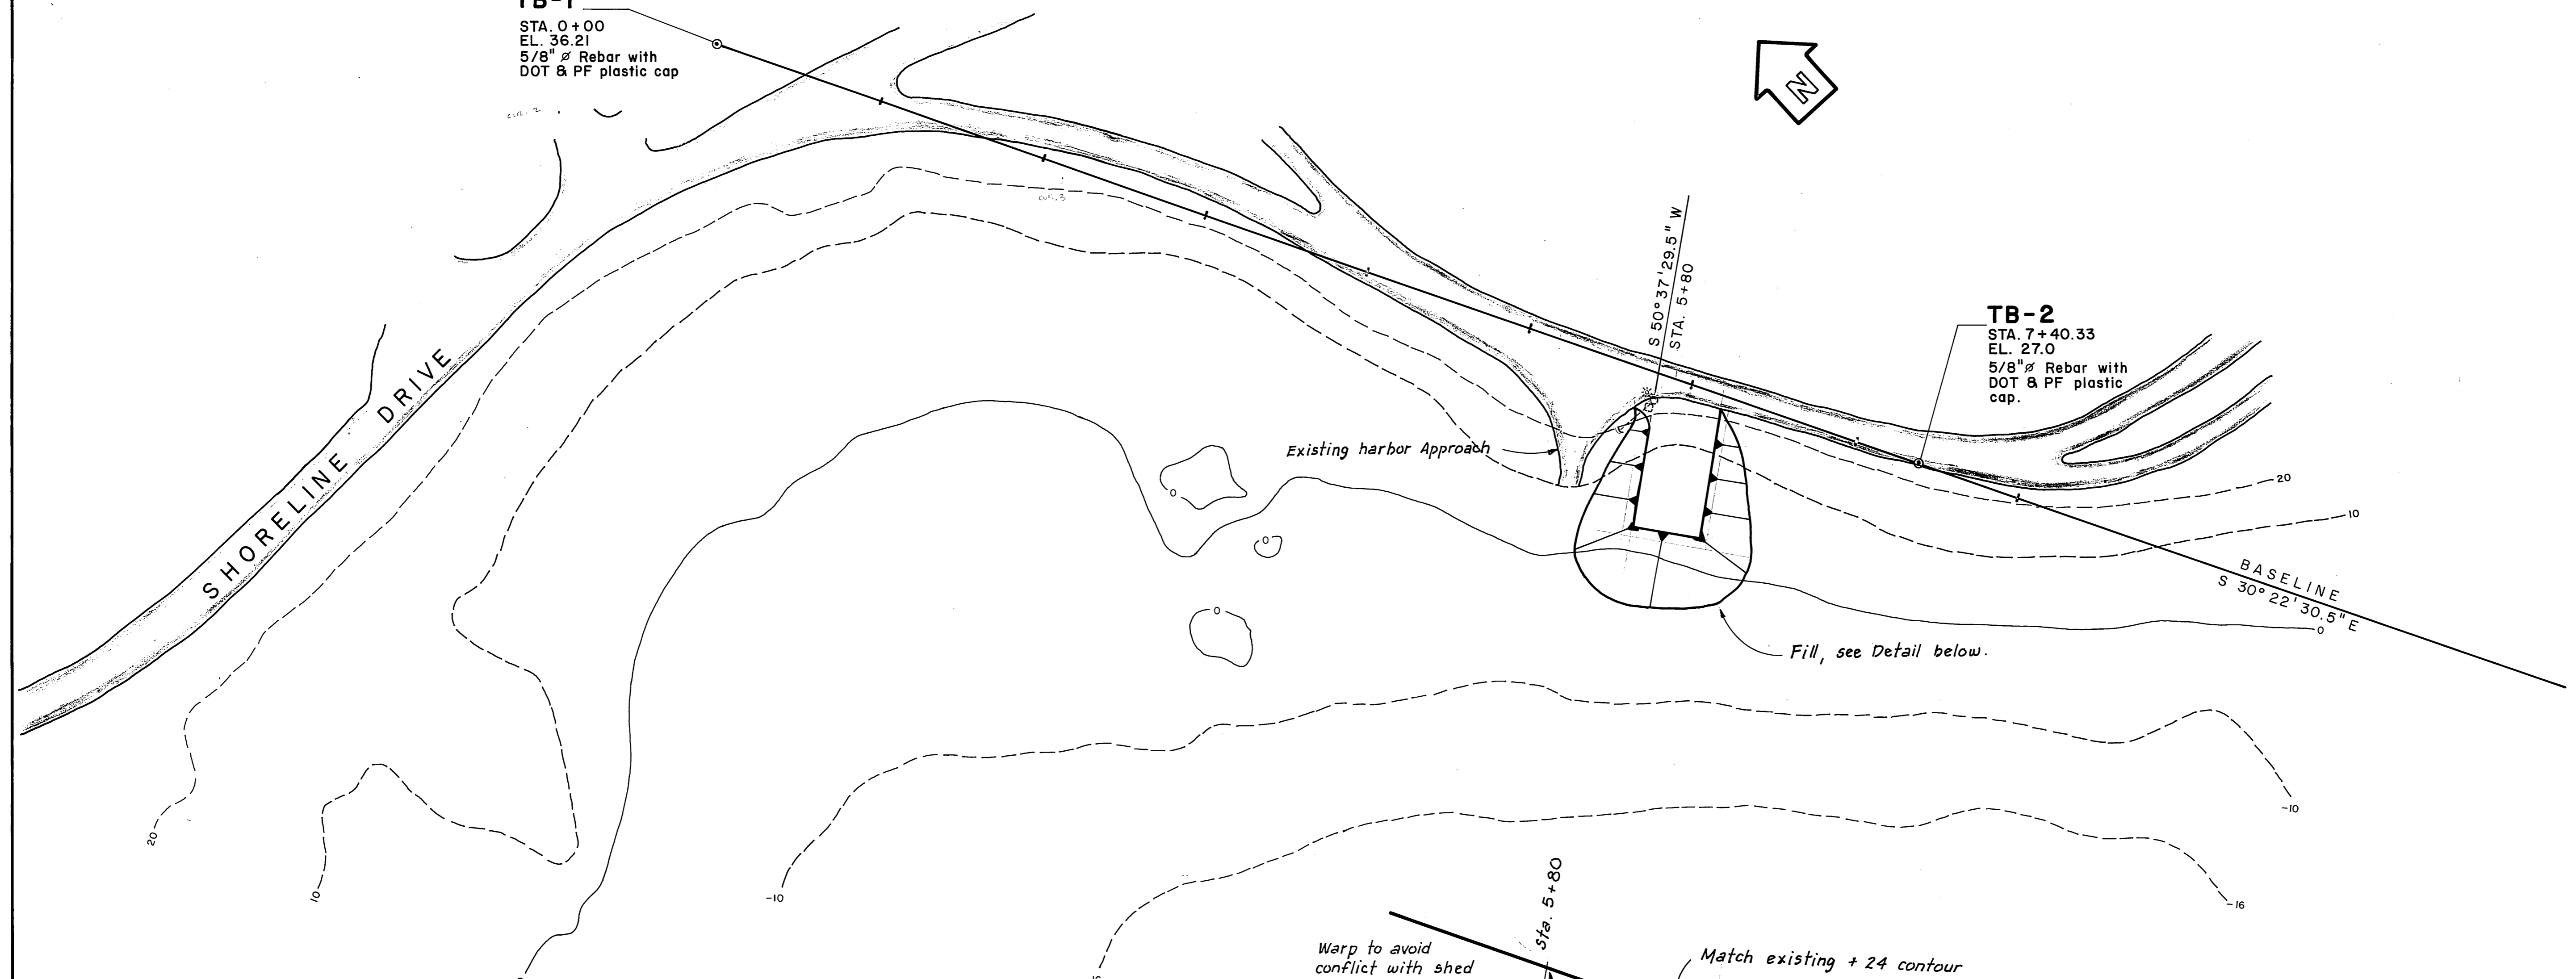 TB-1
STA. 0+00
EL. 36.21
5/8" ⌀ Rebar with
DOT & PF plastic cap
N
S 50°37'29.5" W
STA. 5+80
TB-2
STA. 7+40.33
EL. 27.0
5/8"⌀ Rebar with
DOT & PF plastic
cap.
SHORELINE DRIVE
Existing harbor Approach
0
0
0
20
10
BASELINE
S 30°22'30.5" E
0
Fill, see Detail below.
20
10
-10
-10
-16
Sta. 5+80
Warp to avoid
conflict with shed
Match existing + 24 contour